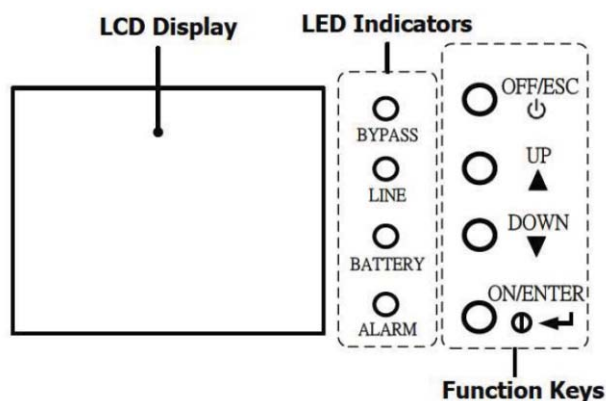 LCD Display
LED Indicators
BYPASS
LINE
BATTERY
ALARM
OFF/ESC
UP
DOWN
ON/ENTER
Function Keys